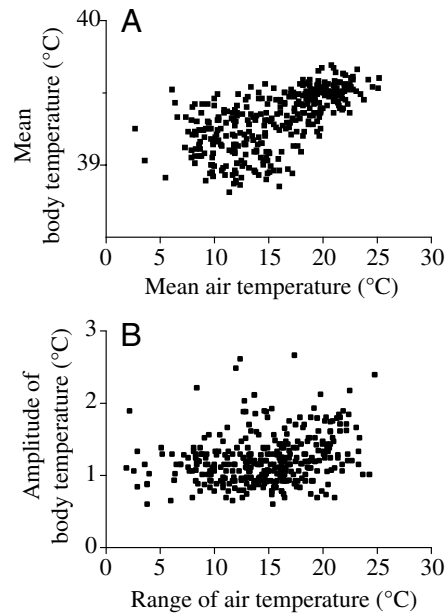 A
40
39
Mean
body temperature (°C)
0 5 10 15 20 25 30
Mean air temperature (°C)
B
3
2
1
0
Amplitude of
body temperature (°C)
0 5 10 15 20 25 30
Range of air temperature (°C)